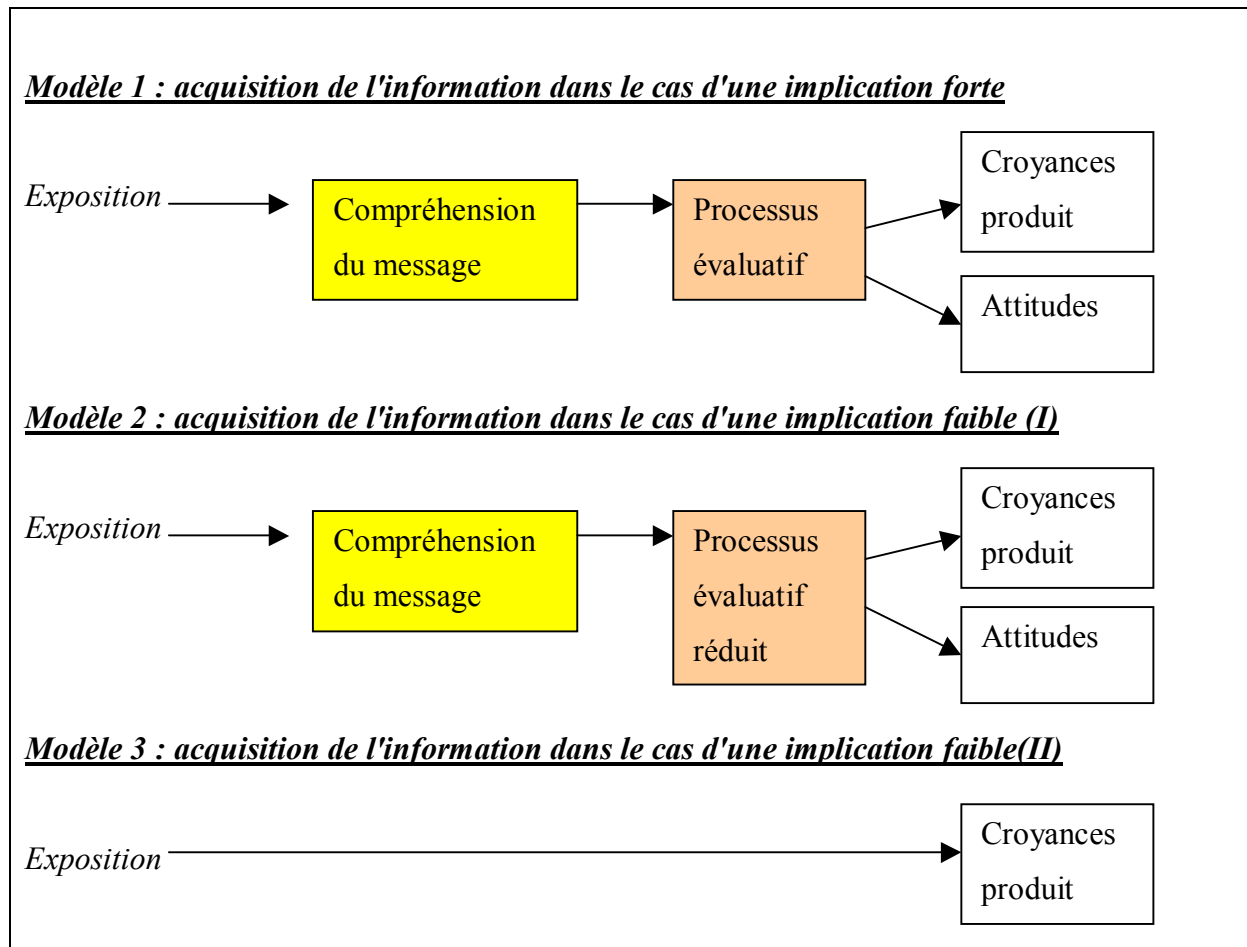 Modèle 1 : acquisition de l'information dans le cas d'une implication forte
Exposition
Compréhension
du message
Processus
évaluatif
Croyances
produit
Attitudes
Modèle 2 : acquisition de l'information dans le cas d'une implication faible (I)
Exposition
Compréhension
du message
Processus
évaluatif
réduit
Croyances
produit
Attitudes
Modèle 3 : acquisition de l'information dans le cas d'une implication faible(II)
Exposition
Croyances
produit